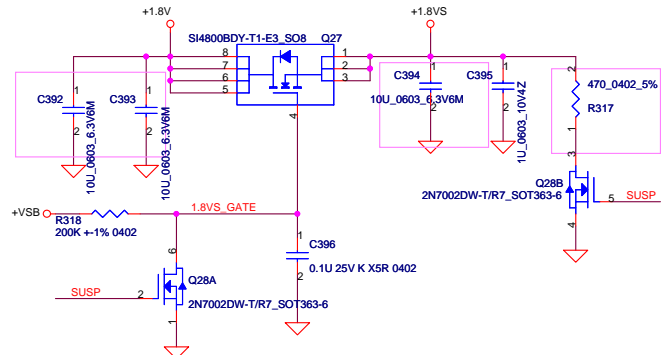 +1.8V
+1.8VS
SI4800BDY-T1-E3_SO8 Q27
8
7
6
5
1
2
3
4
C392
1
2
10U_0603_6.3V6M
C393
1
2
10U_0603_6.3V6M
C394
1
2
10U_0603_6.3V6M
C395
1
2
1U_0603_10V4Z
2
470_0402_5%
R317
1
3
Q28B
2N7002DW-T/R7_SOT363-6
5
SUSP
4
+VSB
R318
200K +-1% 0402
1.8VS_GATE
1
C396
2
0.1U 25V K X5R 0402
6
Q28A
SUSP
2
2N7002DW-T/R7_SOT363-6
1